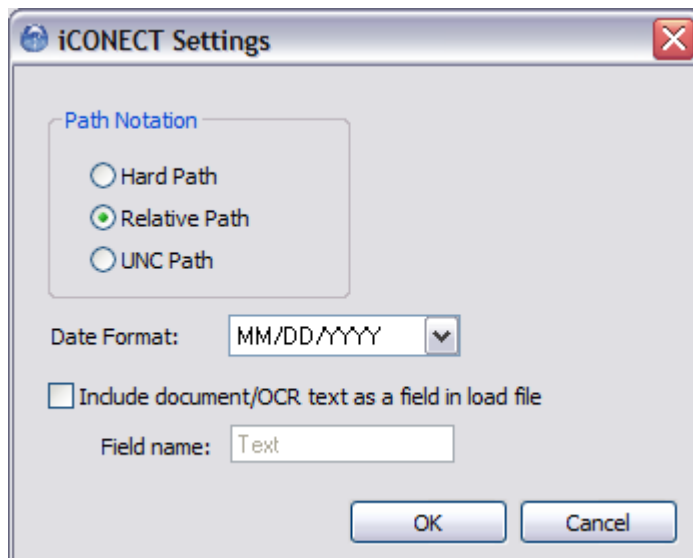 iCONECT Settings
Path Notation
Hard Path
Relative Path
UNC Path
Date Format: MM/DD/YYYY
Include document/OCR text as a field in load file
Field name: Text
OK Cancel